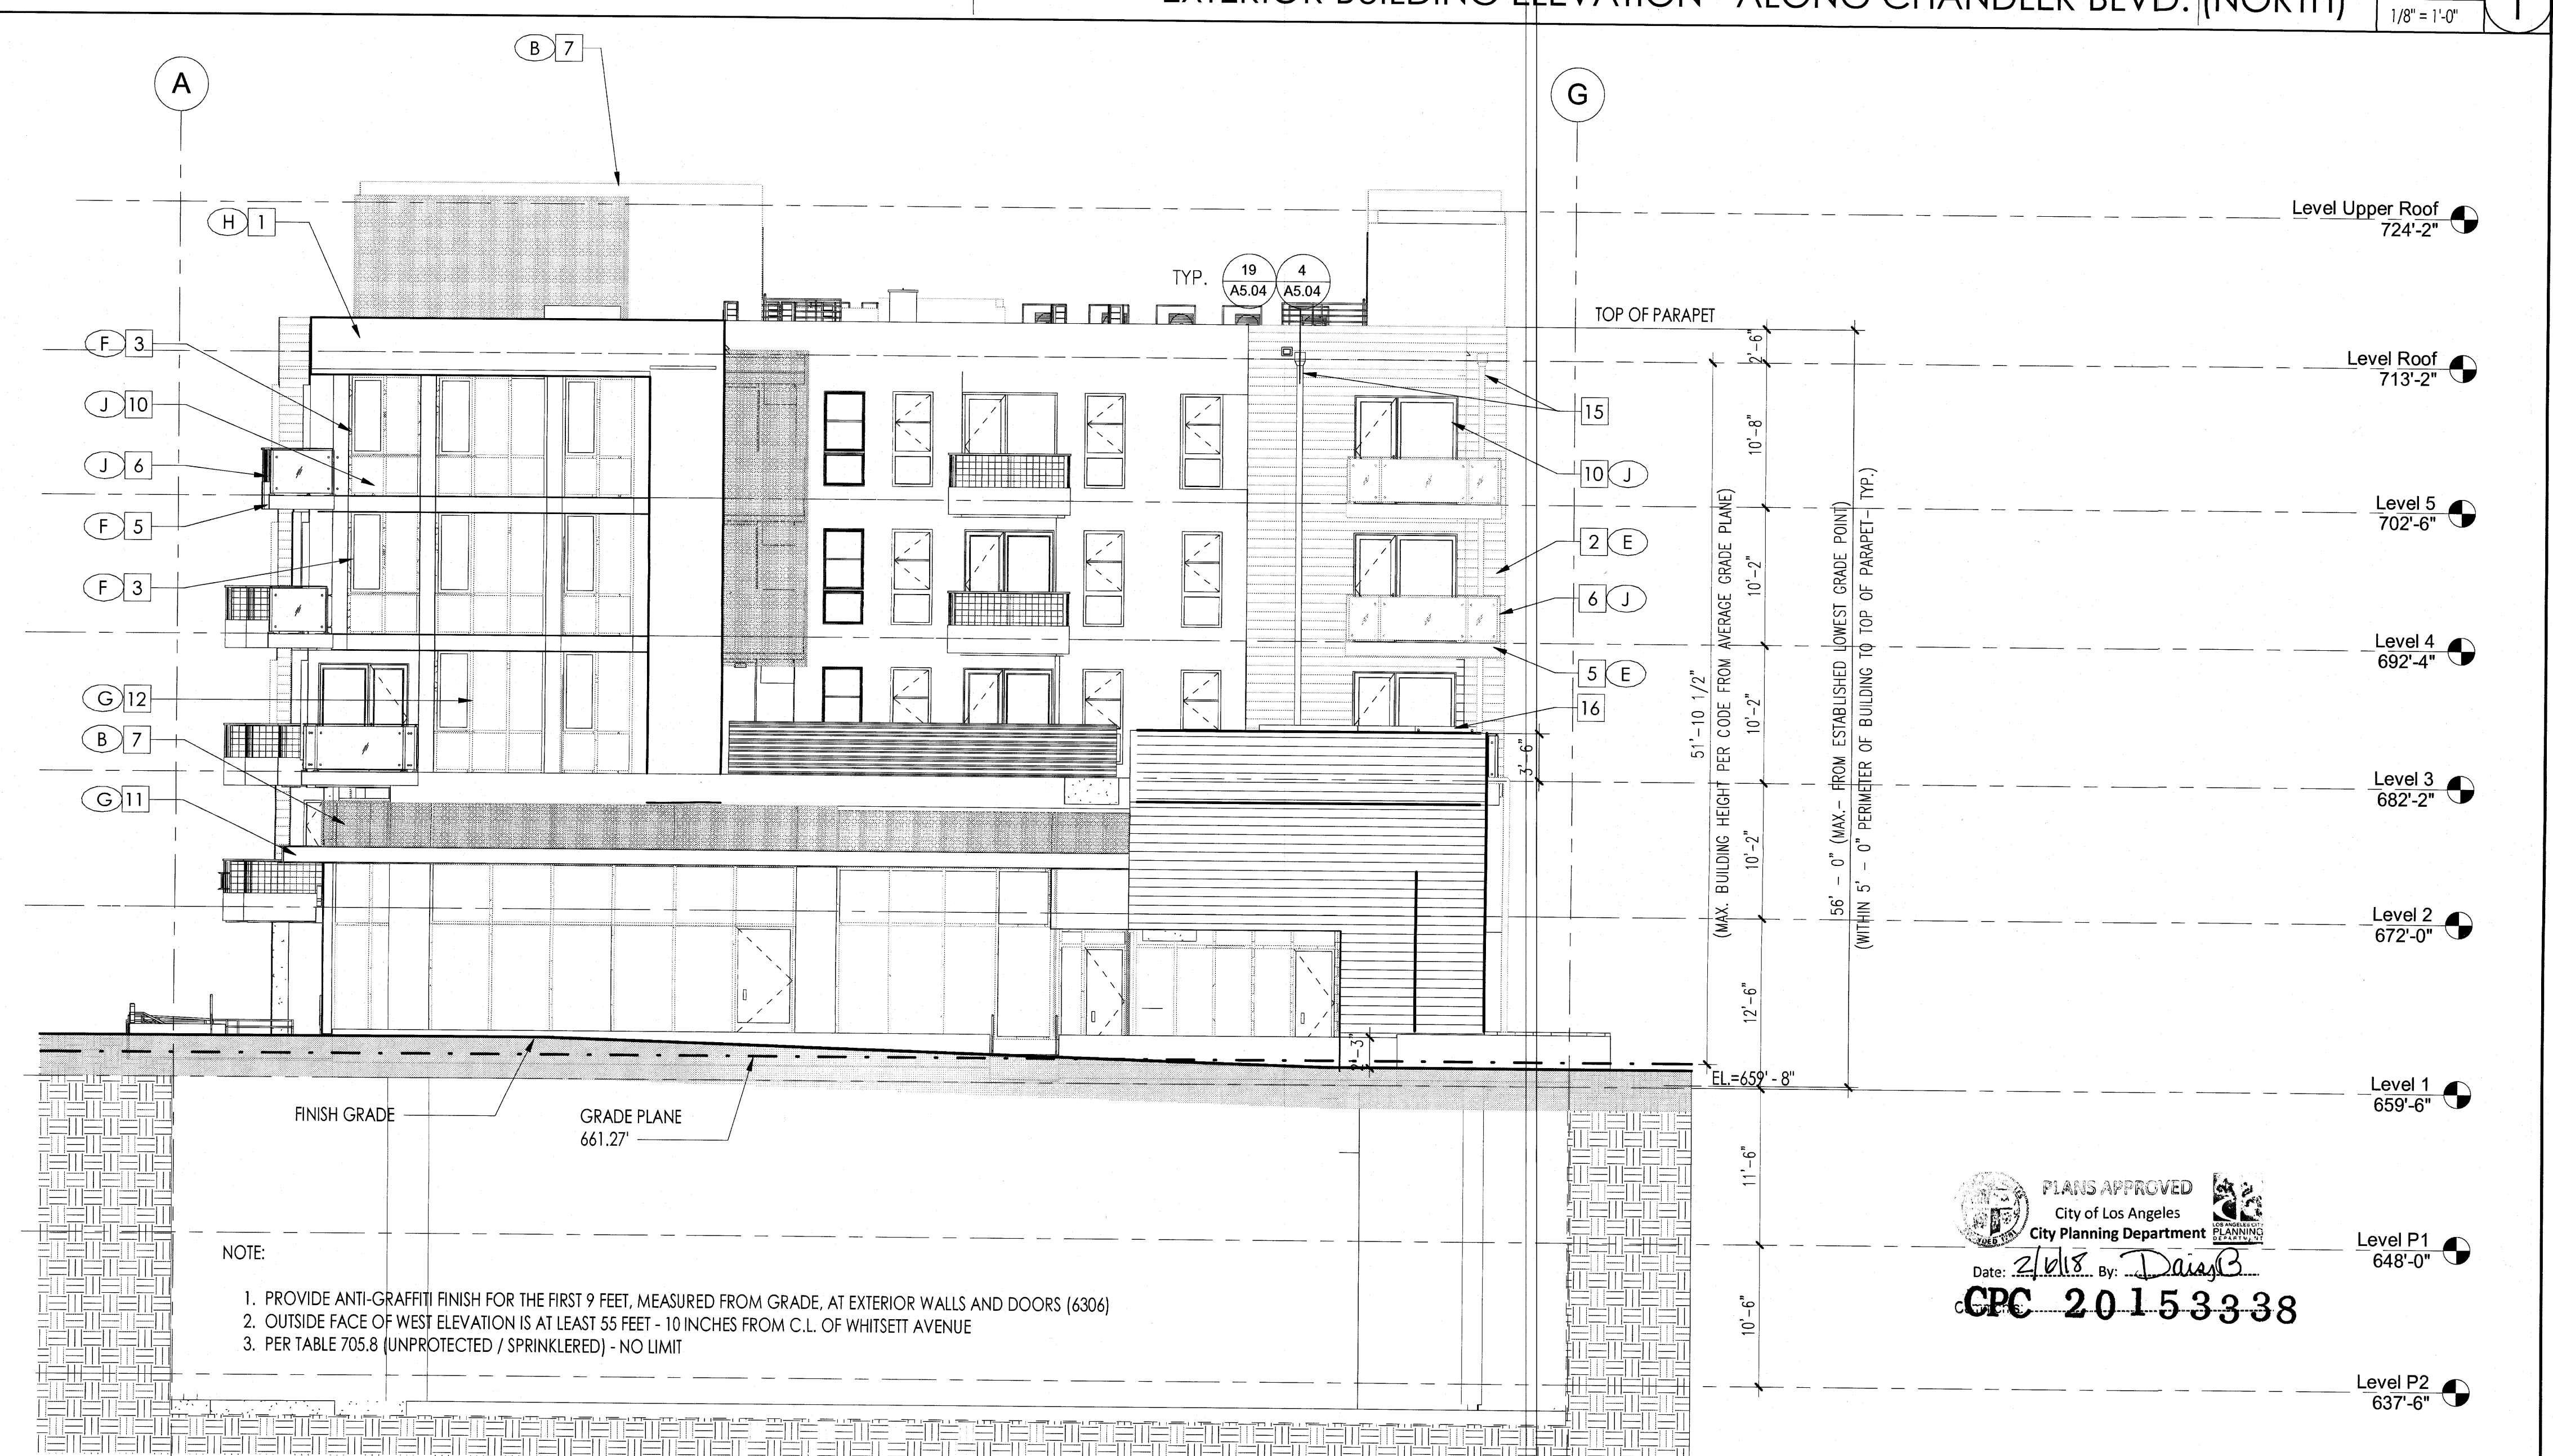 EXTERIOR BUILDING ELEVATION - ALONG CHANDLER BLVD. (NORTH)
1/8" = 1'-0"
1
B 7
A
G
H 1
TYP.
19
A5.04
4
A5.04
TOP OF PARAPET
Level Upper Roof
724'-2"
F 3
J 10
J 6
F 5
F 3
G 12
B 7
G 11
15
10 J
2 E
6 J
5 E
16
2'-6"
10'-8"
10'-2"
10'-2"
10'-2"
12'-6"
11'-6"
10'-6"
3'-6"
2'-3"
51'-10 1/2"
(MAX. BUILDING HEIGHT PER CODE FROM AVERAGE GRADE PLANE)
56' - 0" (MAX.- FROM ESTABLISHED LOWEST GRADE POINT)
(WITHIN 5' - 0" PERIMETER OF BUILDING TO TOP OF PARAPET- TYP.)
Level Roof
713'-2"
Level 5
702'-6"
Level 4
692'-4"
Level 3
682'-2"
Level 2
672'-0"
Level 1
659'-6"
Level P1
648'-0"
Level P2
637'-6"
EL.=659' - 8"
FINISH GRADE
GRADE PLANE
661.27'
NOTE:
1. PROVIDE ANTI-GRAFFITI FINISH FOR THE FIRST 9 FEET, MEASURED FROM GRADE, AT EXTERIOR WALLS AND DOORS (6306)
2. OUTSIDE FACE OF WEST ELEVATION IS AT LEAST 55 FEET - 10 INCHES FROM C.L. OF WHITSETT AVENUE
3. PER TABLE 705.8 (UNPROTECTED / SPRINKLERED) - NO LIMIT
PLANS APPROVED
City of Los Angeles
City Planning Department
LOS ANGELES CITY
PLANNING
DEPARTMENT
Date: 2/6/18 By: Daisy B
CPC 20153338